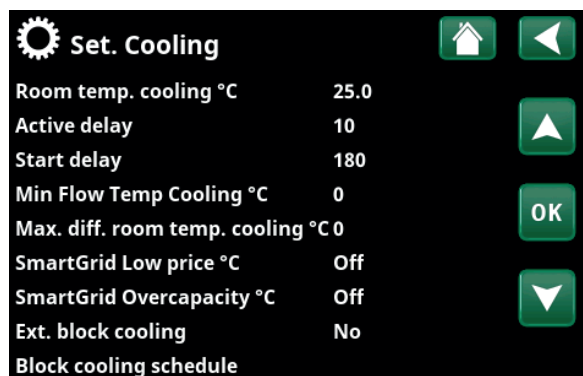 Set. Cooling
Room temp. cooling °C 25.0
Active delay 10
Start delay 180
Min Flow Temp Cooling °C 0
Max. diff. room temp. cooling °C 0
OK
SmartGrid Low price °C Off
SmartGrid Overcapacity °C Off
Ext. block cooling No
Block cooling schedule